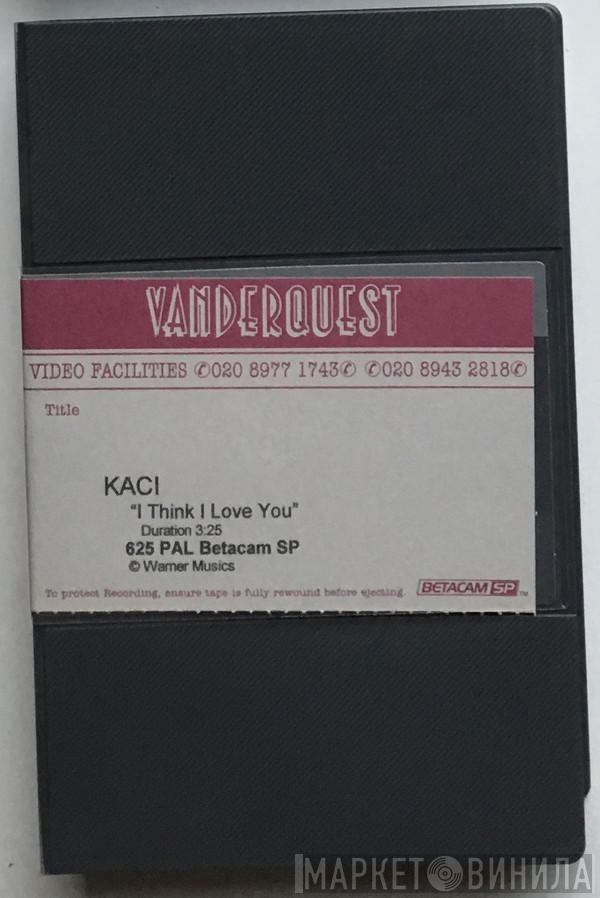 VANDERQUEST
VIDEO FACILITIES ✆020 8977 1743✆ ✆020 8943 2818✆
Title
KACI
“I Think I Love You”
Duration 3:25
625 PAL Betacam SP
© Warner Musics
To protect Recording, ensure tape is fully rewound before ejecting.
BETACAM SP™
МАРКЕТ ВИНИЛА